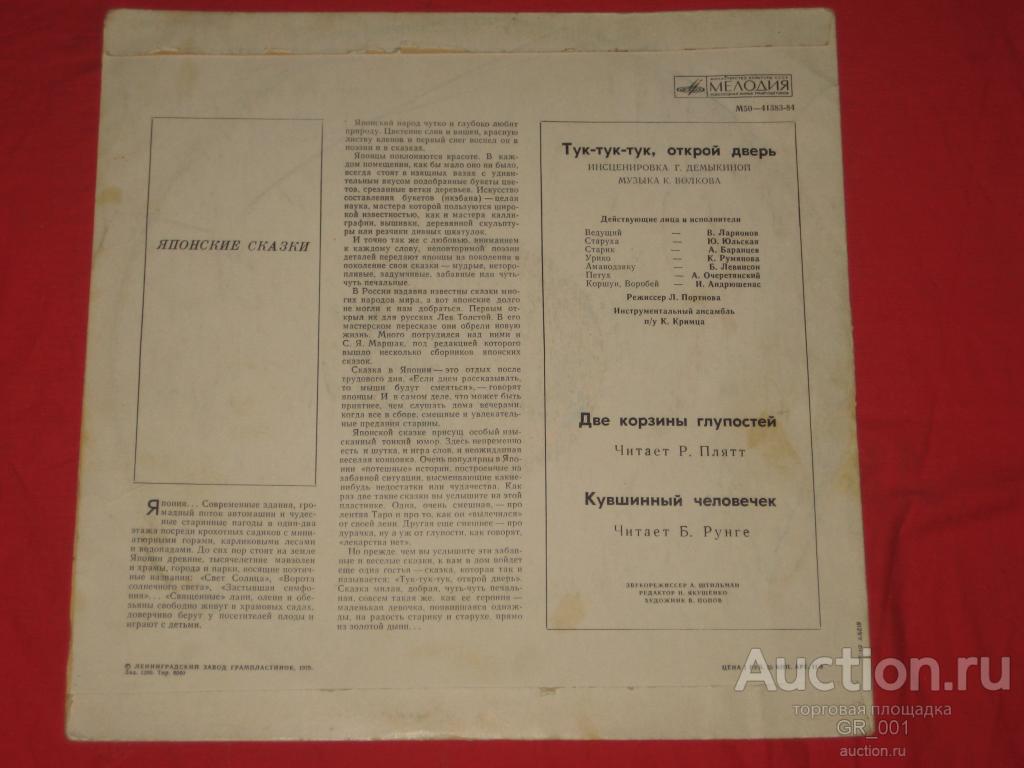 МИНИСТЕРСТВО КУЛЬТУРЫ СССР
МЕЛОДИЯ
М50—41383-84
ЯПОНСКИЕ СКАЗКИ
Япония... Современные здания, гро-
мадный поток автомашин и чудес-
ные старинные пагоды в один-два
этажа посреди крохотных садиков с мини-
атюрными горами, карликовыми лесами
и водопадами. До сих пор стоят на земле
Японии древние, тысячелетние мавзолеи
и храмы, города и парки, носящие поэтич-
ные названия: «Свет Солнца», «Ворота
солнечного света», «Застывшая симфо-
ния»... «Священные» лани, олени и обе-
зьяны свободно живут в храмовых садах,
доверчиво берут у посетителей плоды и
играют с детьми.
Японский народ чутко и глубоко любит
природу. Цветение слив и вишен, красную
листву кленов и первый снег воспел он в
поэзии и в сказках.
Японцы поклоняются красоте. В каж-
дом помещении, как бы мало оно ни было,
всегда стоят в изящных вазах с удиви-
тельным вкусом подобранные букеты цве-
тов, срезанные ветки деревьев. Искусство
составления букетов (икэбана) — целая
наука, мастера которой пользуются широ-
кой известностью, как и мастера калли-
графии, вышивки, деревянной скульпту-
ры или резчики дивных шкатулок.
И точно так же с любовью, вниманием
к каждому слову, неповторимой поэзии
деталей передают японцы из поколения в
поколение свои сказки — мудрые, нетороп-
ливые, задумчивые, забавные или чуть-
чуть печальные.
В России издавна известны сказки мно-
гих народов мира, а вот японские долго
не могли к нам добраться. Первым от-
крыл их для русских Лев Толстой. В его
мастерском пересказе они обрели новую
жизнь. Много потрудился над ними и
С. Я. Маршак, под редакцией которого
вышло несколько сборников японских
сказок.
Сказка в Японии — это отдых после
трудового дня. «Если днем рассказывать,
то мыши будут смеяться», — говорят
японцы. И в самом деле, что может быть
приятнее, чем слушать дома вечерами,
когда все в сборе, смешные и увлекатель-
ные предания старины.
Японской сказке присущ особый изы-
сканный тонкий юмор. Здесь непременно
есть и шутка, и игра слов, и неожиданная
веселая концовка. Очень популярны в Япо-
нии «потешные» истории, построенные на
забавной ситуации, высмеивающие какие-
нибудь недостатки или чудачества. Как
раз две такие сказки вы услышите на этой
пластинке. Одна, очень смешная, — про
лентяя Таро и про то, как он «вылечился»
от своей лени. Другая еще смешнее — про
дурачка, ну а уж от глупости, как говорят,
«лекарства нет».
Но прежде, чем вы услышите эти забав-
ные и веселые сказки, к вам в дом войдет
еще одна гостья — сказка, которая так и
называется: «Тук-тук-тук, открой дверь».
Сказка милая, добрая, чуть-чуть печаль-
ная, совсем такая же, как ее героиня —
маленькая девочка, появившаяся однаж-
ды, на радость старику и старухе, прямо
из золотой дыни...
Тук-тук-тук, открой дверь
ИНСЦЕНИРОВКА Г. ДЕМЫКИНОЙ
МУЗЫКА К. ВОЛКОВА
Действующие лица и исполнители
Ведущий — В. Ларионов
Старуха — Ю. Юльская
Старик — А. Баранцев
Урико — К. Румянова
Аманодзяку — Б. Левинсон
Петух — А. Очеретянский
Коршун, Воробей — И. Андрюшенас
Режиссер Л. Портнова
Инструментальный ансамбль
п/у К. Кримца
Две корзины глупостей
Читает Р. Плятт
Кувшинный человечек
Читает Б. Рунге
ЗВУКОРЕЖИССЕР А. ШТИЛЬМАН
РЕДАКТОР Н. ЯКУШЕНКО
ХУДОЖНИК В. ПОПОВ
© ЛЕНИНГРАДСКИЙ ЗАВОД ГРАМПЛАСТИНОК, 1979.
Auction.ru
торговая площадка
GR_001
auction.ru